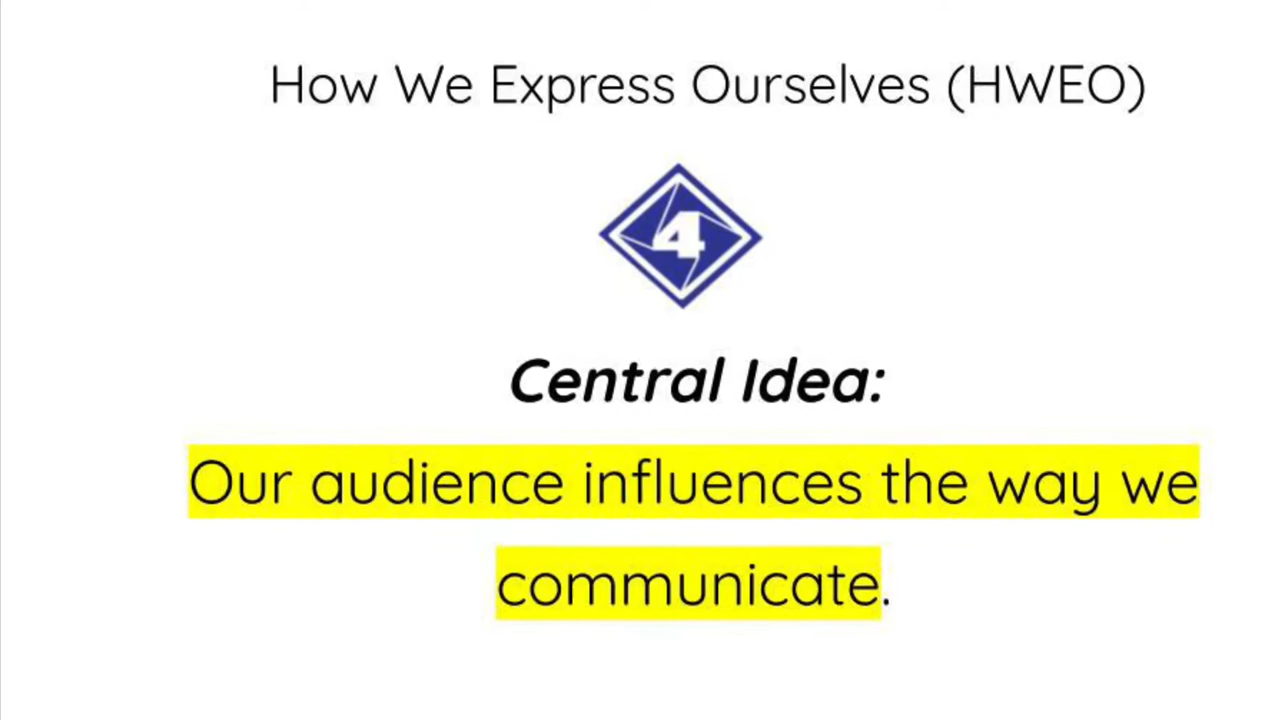 How We Express Ourselves (HWEO)
4
Central Idea:
Our audience influences the way we
communicate.